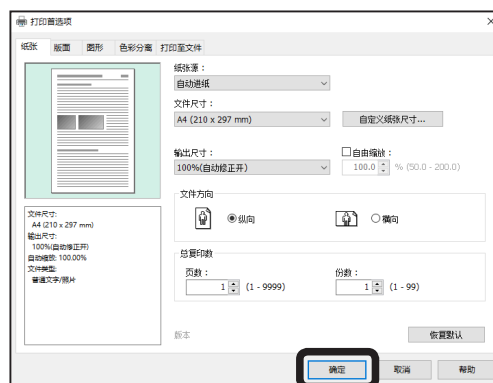 打印首选项
纸张 版面 图形 色彩分离 打印至文件
纸张源：
自动进纸
文件尺寸：
A4 (210 x 297 mm)
自定义纸张尺寸...
输出尺寸：
自由缩放：
100%(自动修正开)
100.0 % (50.0 - 200.0)
文件方向
纵向
横向
总复印数
页数：
份数：
1 (1 - 9999)
1 (1 - 99)
文件尺寸:
A4 (210 x 297 mm)
输出尺寸:
100%(自动修正开)
自动缩放: 100.00%
文件类型:
普通文字/照片
版本
恢复默认
确定 取消 帮助